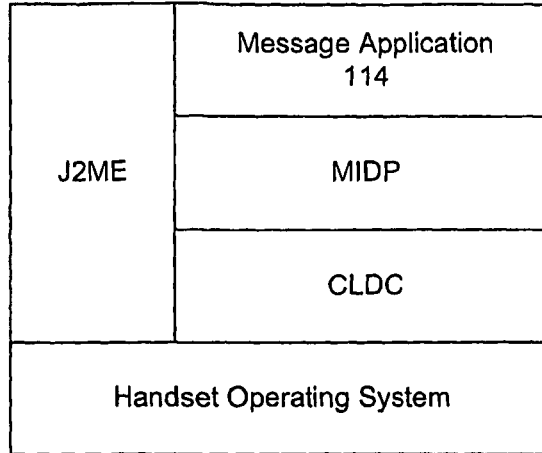 Message Application
114
J2ME
MIDP
CLDC
Handset Operating System